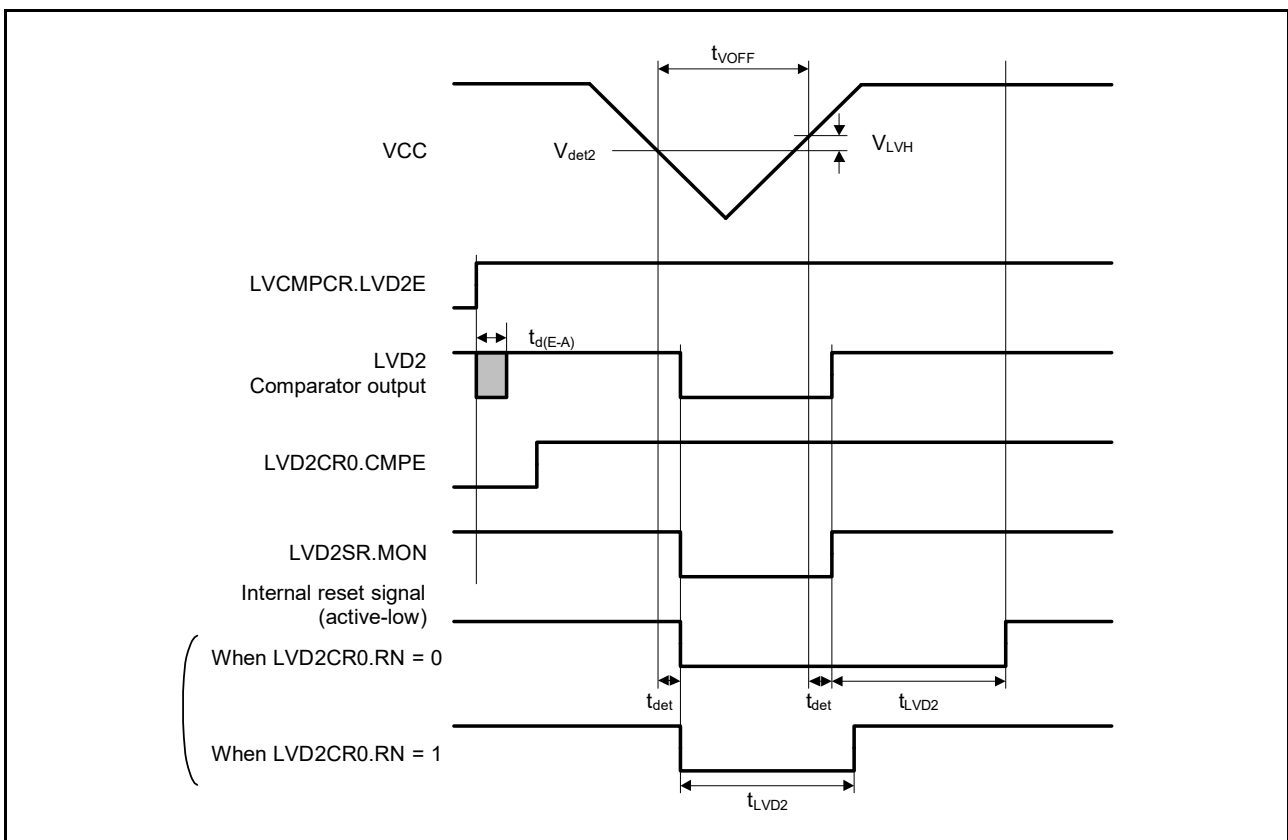 tVOFF
VCC
Vdet2
VLVH
LVCMPCR.LVD2E
td(E-A)
LVD2
Comparator output
LVD2CR0.CMPE
LVD2SR.MON
Internal reset signal
(active-low)
When LVD2CR0.RN = 0
tdet
tdet
tLVD2
When LVD2CR0.RN = 1
tLVD2